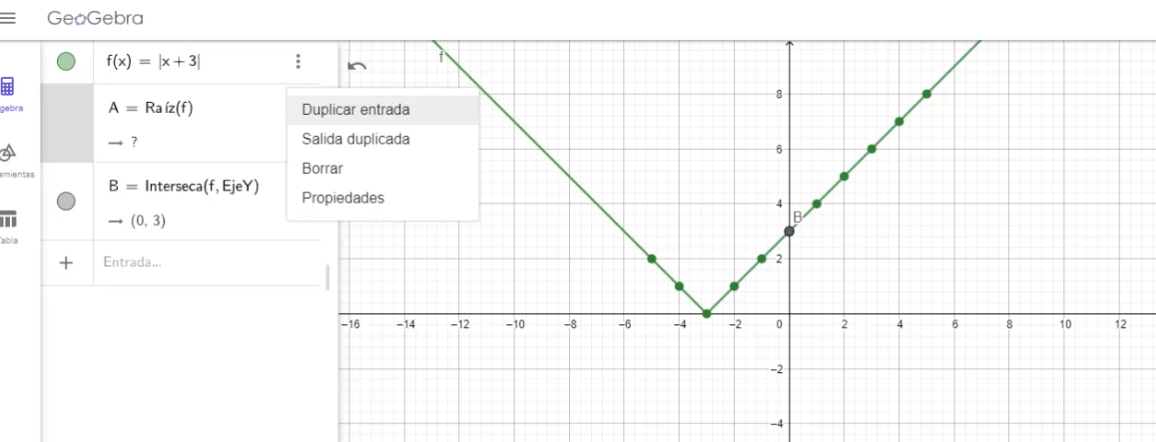 GeoGebra
f(x) = |x + 3|
A = Raíz(f)
→ ?
B = Interseca(f, EjeY)
→ (0, 3)
+ Entrada...
gebra
amientas
Tabla
Duplicar entrada
Salida duplicada
Borrar
Propiedades
f
B
8
6
4
2
−16 −14 −12 −10 −8 −6 −4 −2 0 2 4 6 8 10 12
−2
−4